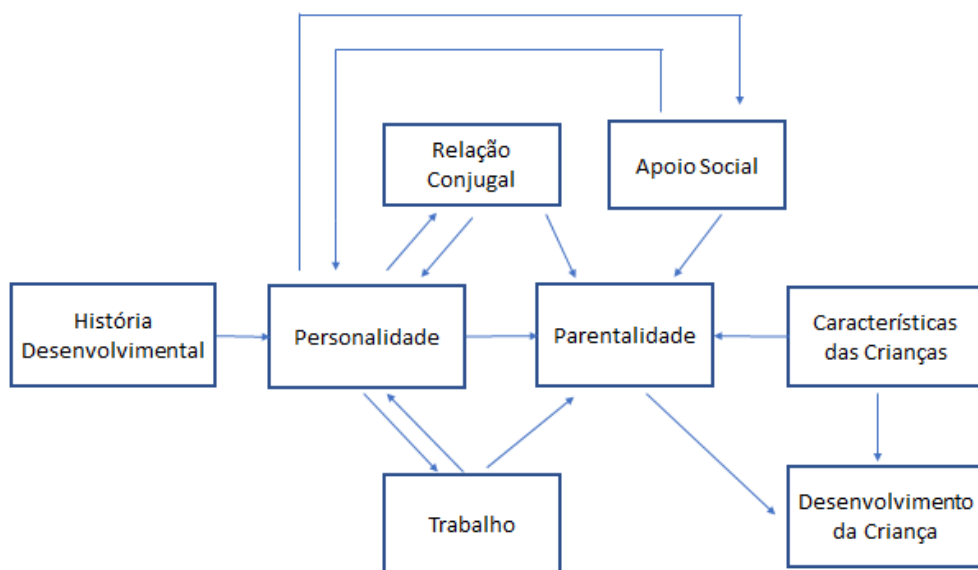 Relação
Conjugal
Apoio Social
História
Desenvolvimental
Personalidade
Parentalidade
Características
das Crianças
Trabalho
Desenvolvimento
da Criança